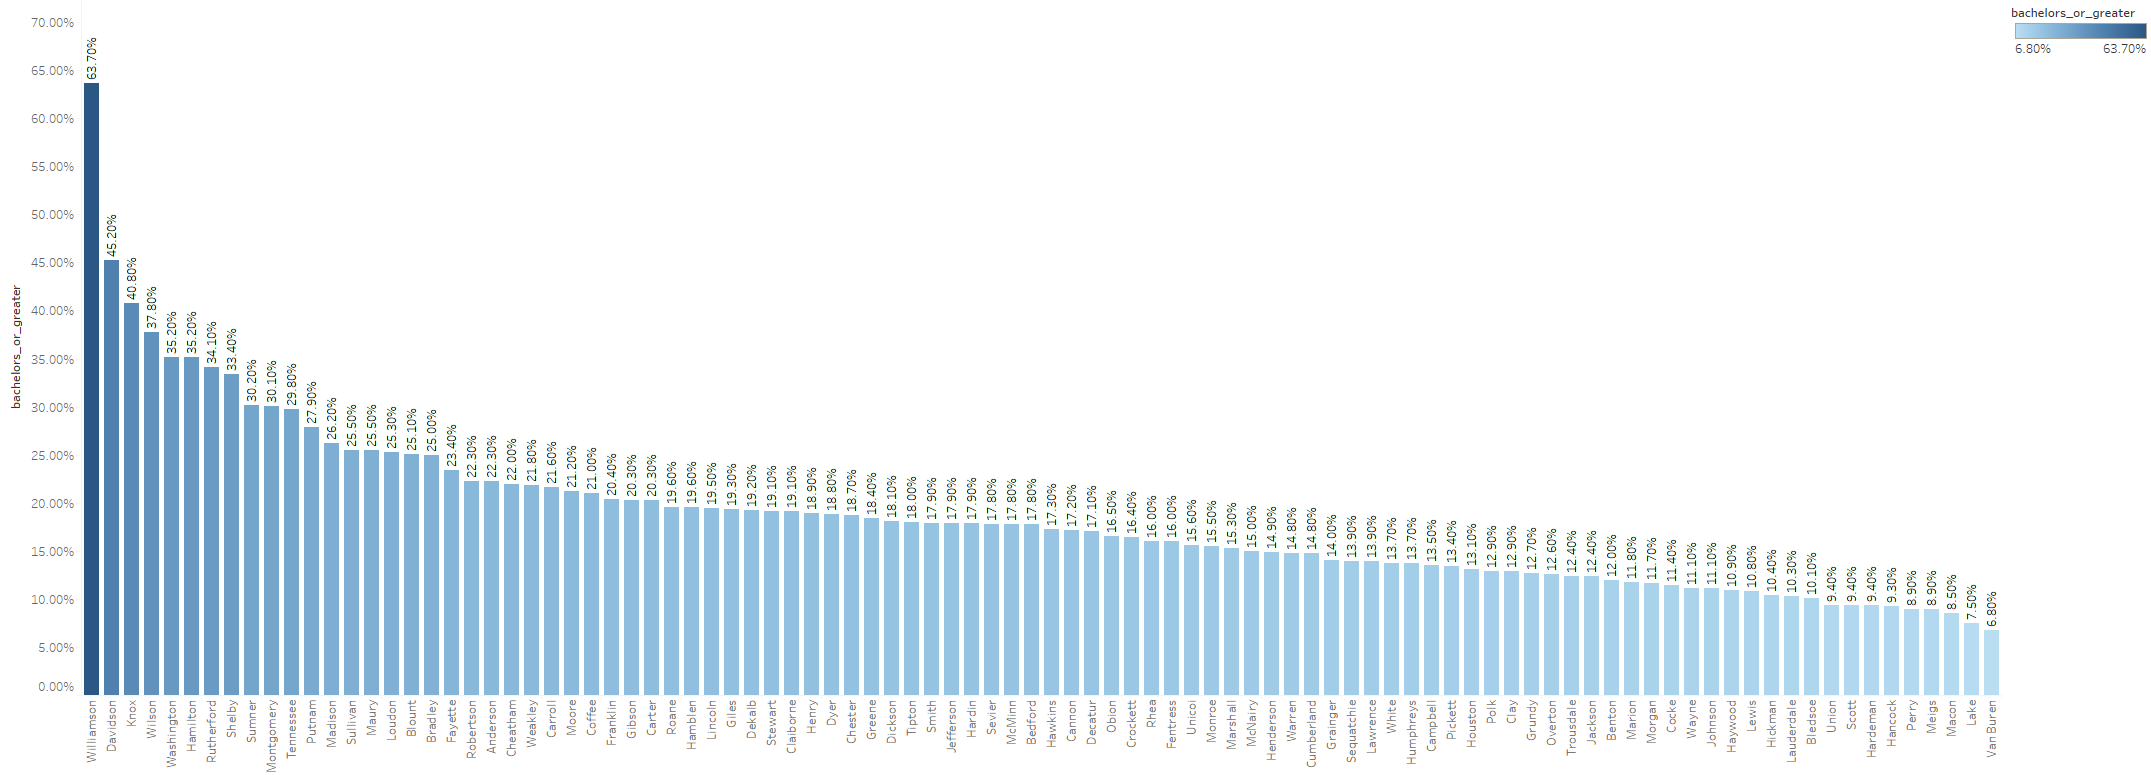 bachelors_or_greater
6.80%
63.70%
bachelors_or_greater
70.00%
65.00%
60.00%
55.00%
50.00%
45.00%
40.00%
35.00%
30.00%
25.00%
20.00%
15.00%
10.00%
5.00%
0.00%
63.70%
45.20%
40.80%
37.80%
35.20%
35.20%
34.10%
33.40%
30.20%
30.10%
29.80%
27.90%
26.20%
25.50%
25.50%
25.30%
25.10%
25.00%
23.40%
22.30%
22.30%
22.00%
21.80%
21.60%
21.20%
21.00%
20.40%
20.30%
20.30%
19.60%
19.60%
19.50%
19.30%
19.20%
19.10%
19.10%
18.90%
18.80%
18.70%
18.40%
18.10%
18.00%
17.90%
17.90%
17.90%
17.80%
17.80%
17.80%
17.30%
17.20%
17.10%
16.50%
16.40%
16.00%
16.00%
15.60%
15.50%
15.30%
15.00%
14.90%
14.80%
14.80%
14.00%
13.90%
13.90%
13.70%
13.70%
13.50%
13.40%
13.10%
12.90%
12.90%
12.70%
12.60%
12.40%
12.40%
12.00%
11.80%
11.70%
11.40%
11.10%
11.10%
10.90%
10.80%
10.40%
10.30%
10.10%
9.40%
9.40%
9.40%
9.30%
8.90%
8.90%
8.50%
7.50%
6.80%
Williamson
Davidson
Knox
Wilson
Washington
Hamilton
Rutherford
Shelby
Sumner
Montgomery
Tennessee
Putnam
Madison
Sullivan
Maury
Loudon
Blount
Bradley
Fayette
Robertson
Anderson
Cheatham
Weakley
Carroll
Moore
Coffee
Franklin
Gibson
Carter
Roane
Hamblen
Lincoln
Giles
Dekalb
Stewart
Claiborne
Henry
Dyer
Chester
Greene
Dickson
Tipton
Smith
Jefferson
Hardin
Sevier
McMinn
Bedford
Hawkins
Cannon
Decatur
Obion
Crockett
Rhea
Fentress
Unicoi
Monroe
Marshall
McNairy
Henderson
Warren
Cumberland
Grainger
Sequatchie
Lawrence
White
Humphreys
Campbell
Pickett
Houston
Polk
Clay
Grundy
Overton
Trousdale
Jackson
Benton
Marion
Morgan
Cocke
Wayne
Johnson
Haywood
Lewis
Hickman
Lauderdale
Bledsoe
Union
Scott
Hardeman
Hancock
Perry
Meigs
Macon
Lake
Van Buren